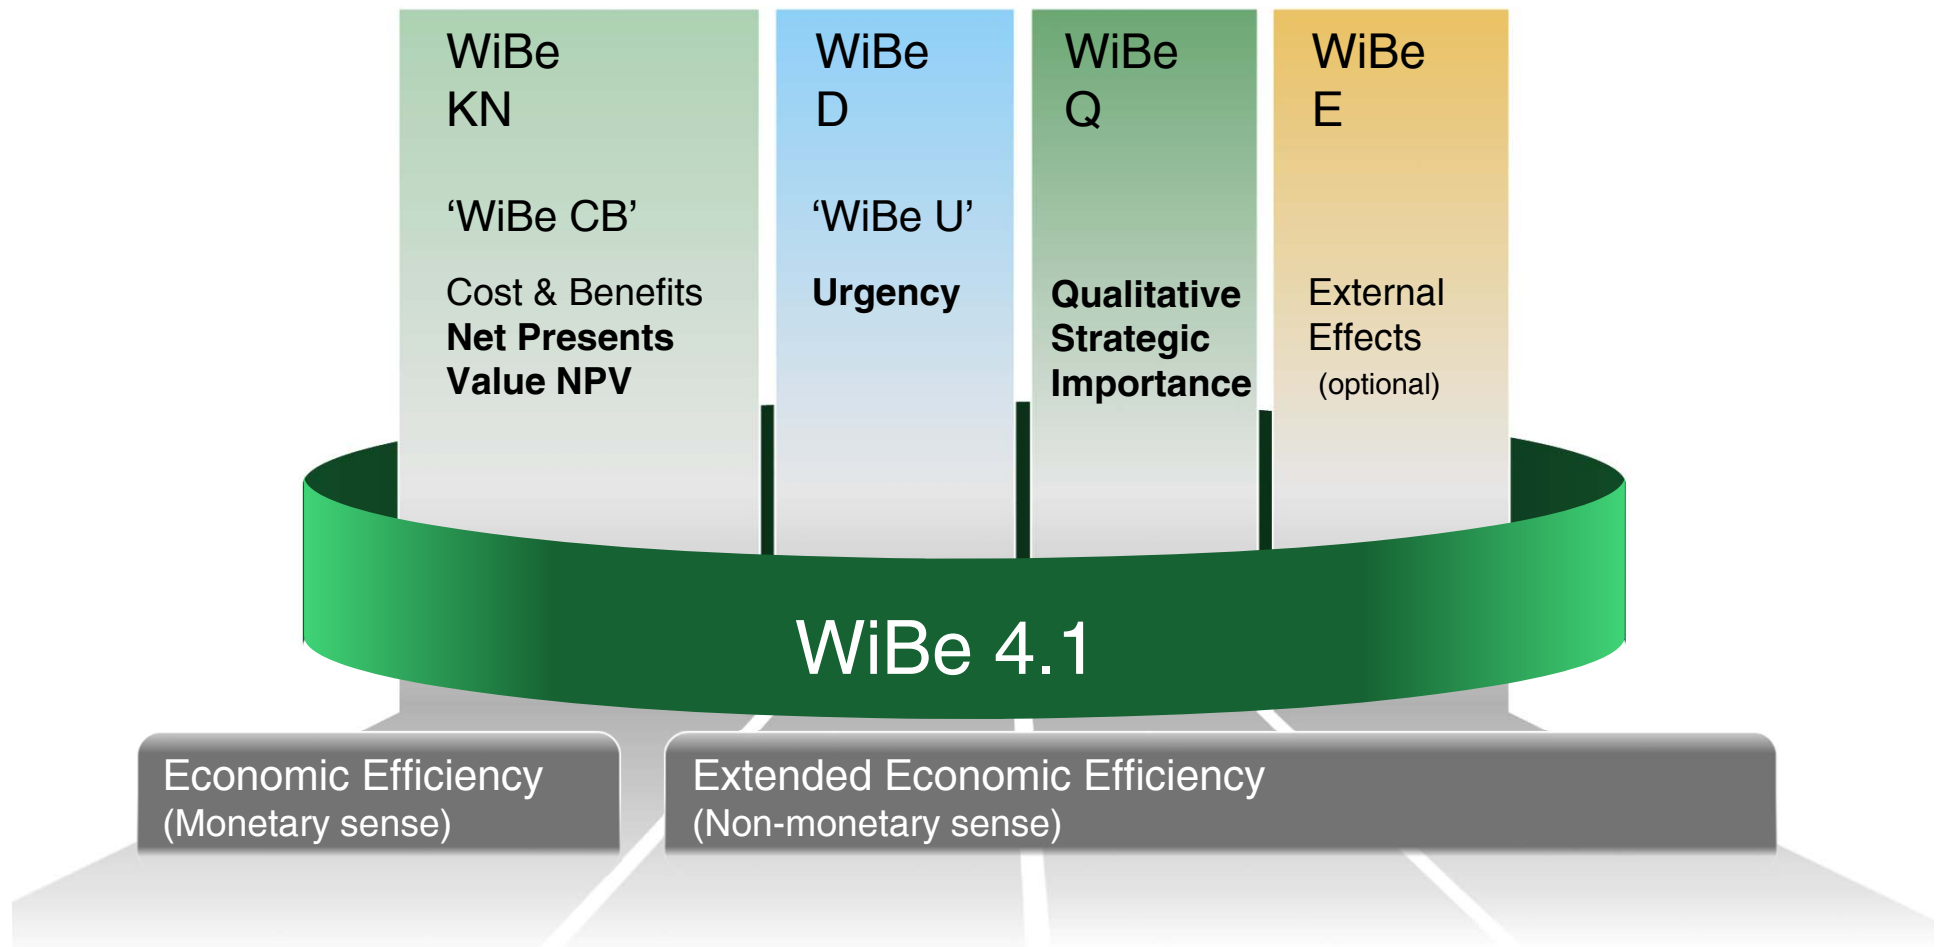 WiBe
KN
‘WiBe CB’
Cost & Benefits
Net Presents
Value NPV
WiBe
D
‘WiBe U’
Urgency
WiBe
Q
Qualitative
Strategic
Importance
WiBe
E
External
Effects
(optional)
WiBe 4.1
Economic Efficiency
(Monetary sense)
Extended Economic Efficiency
(Non-monetary sense)